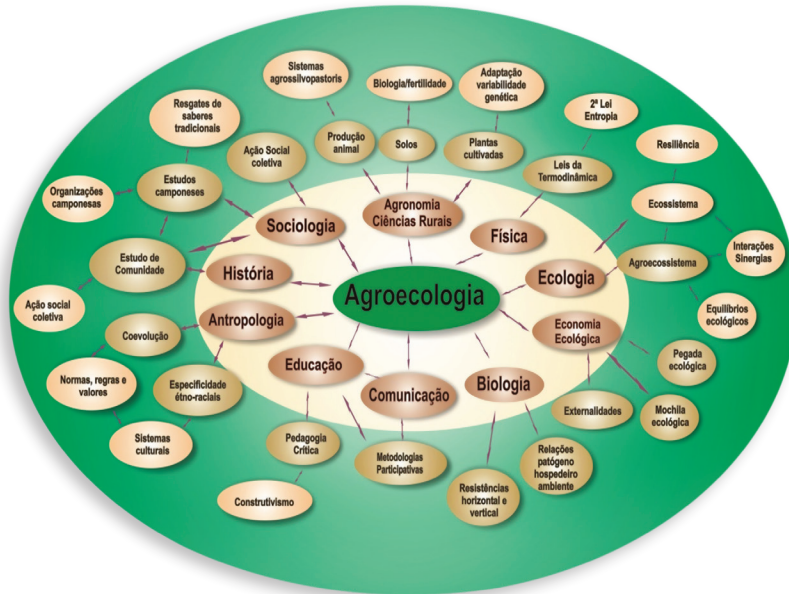 Sistemas
agrossilvopastoris
Biologia/fertilidade
Adaptação
variabilidade
genética
2ª Lei
Entropia
Resiliência
Resgates de
saberes
tradicionais
Ação Social
coletiva
Produção
animal
Solos
Plantas
cultivadas
Leis da
Termodinâmica
Ecossistema
Organizações
camponesas
Estudos
camponeses
Sociologia
Agronomia
Ciências Rurais
Física
Interações
Sinergias
Estudo de
Comunidade
História
Agroecologia
Ecologia
Agroecossistema
Ação social
coletiva
Coevolução
Antropologia
Economia
Ecológica
Equilíbrios
ecológicos
Normas, regras e
valores
Especificidade
étno-raciais
Educação
Comunicação
Biologia
Pegada
ecológica
Externalidades
Mochila
ecológica
Sistemas
culturais
Pedagogia
Crítica
Metodologias
Participativas
Relações
patógeno
hospedeiro
ambiente
Construtivismo
Resistências
horizontal e
vertical